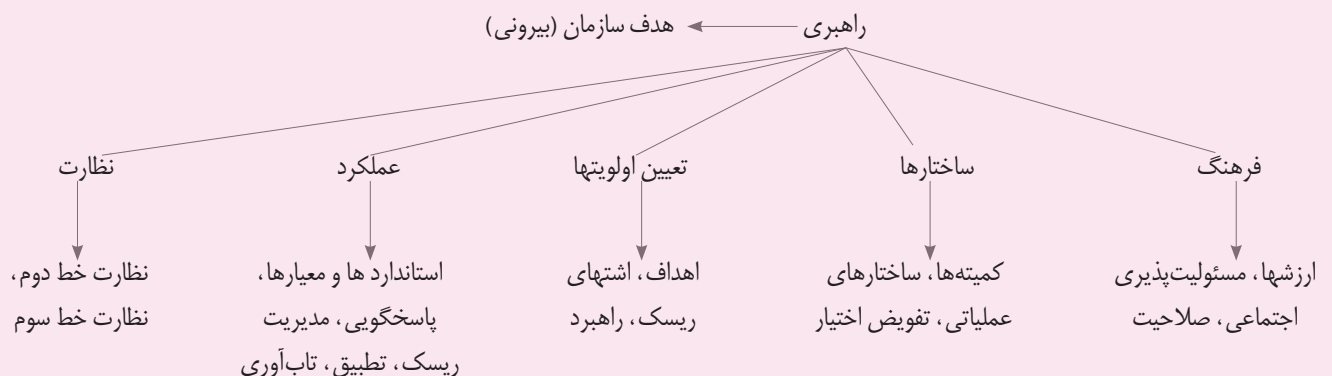 راهبری
هدف سازمان (بیرونی)
فرهنگ
ساختارها
تعیین اولویتها
عملکرد
نظارت
ارزشها، مسئولیت‌پذیری
اجتماعی، صلاحیت
کمیته‌ها، ساختارهای
عملیاتی، تفویض اختیار
اهداف، اشتهای
ریسک، راهبرد
استاندارد ها و معیارها،
پاسخگویی، مدیریت
ریسک، تطبیق، تاب‌آوری
نظارت خط دوم،
نظارت خط سوم